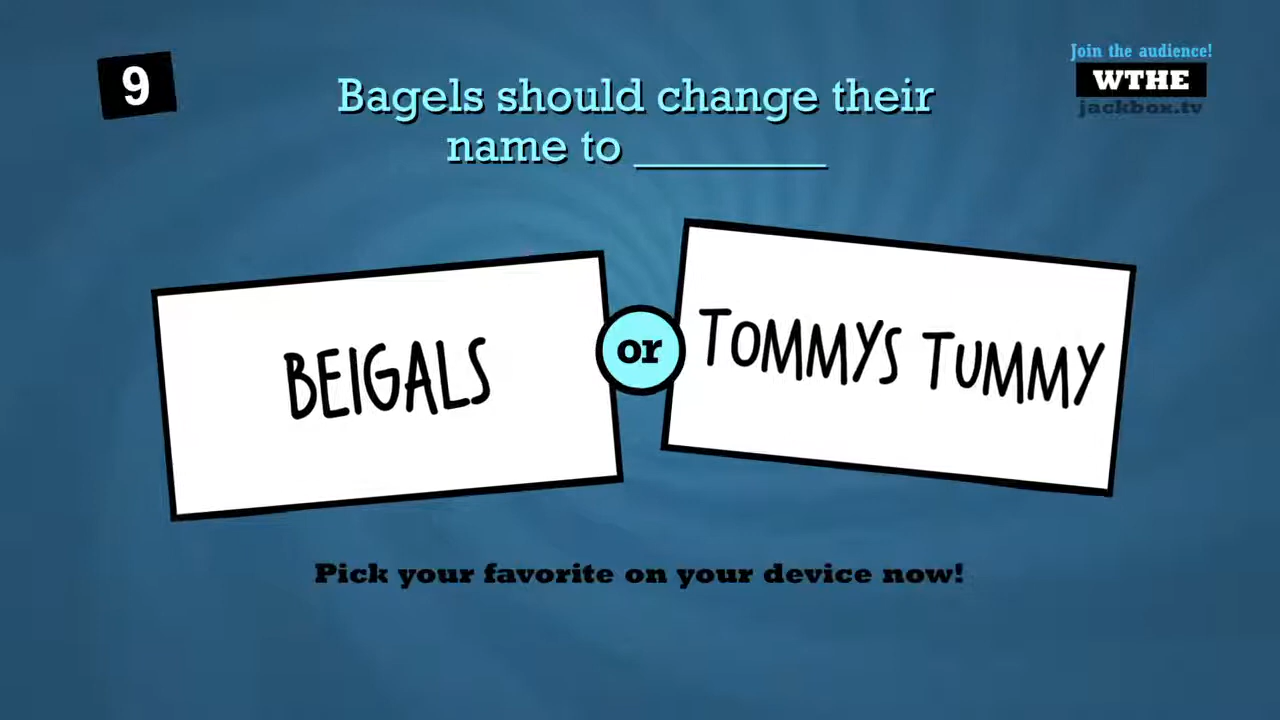 9
Bagels should change their
name to ________
Join the audience!
WTHE
jackbox.tv
BEIGALS
or
TOMMYS TUMMY
Pick your favorite on your device now!